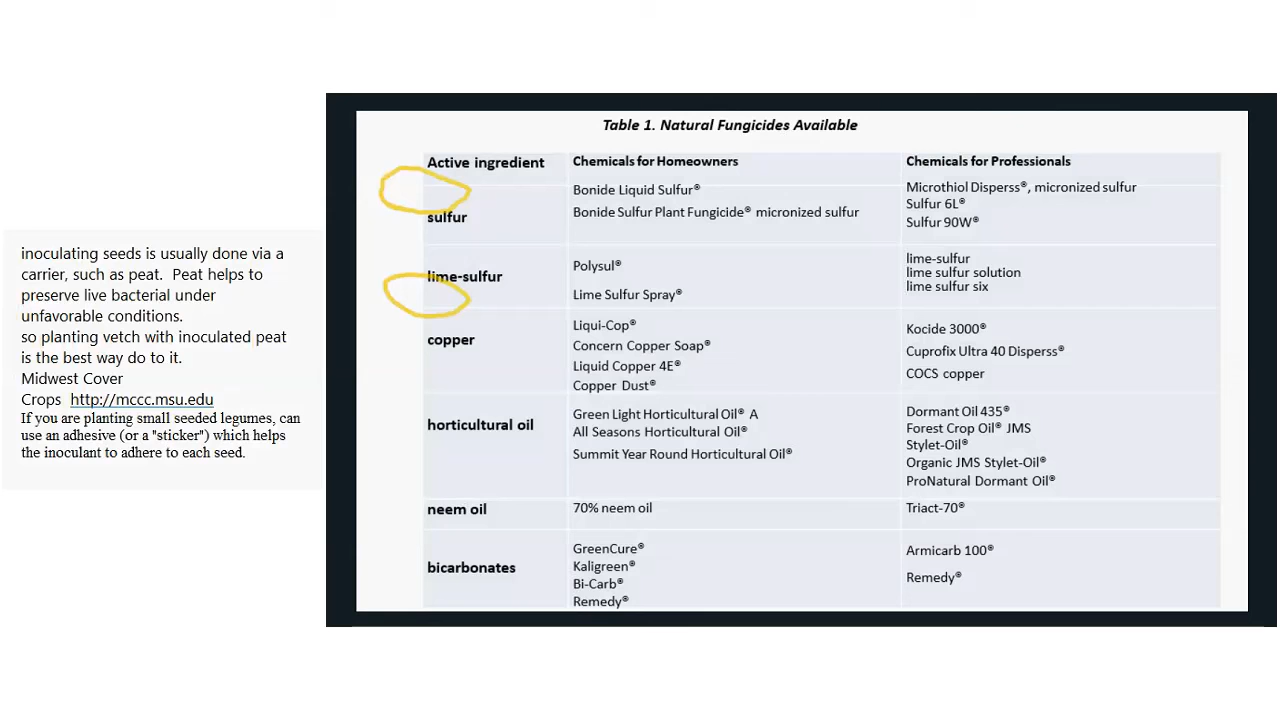 inoculating seeds is usually done via a
carrier, such as peat.  Peat helps to
preserve live bacterial under
unfavorable conditions.
so planting vetch with inoculated peat
is the best way do to it.
Midwest Cover
Crops  http://mccc.msu.edu
If you are planting small seeded legumes, can
use an adhesive (or a "sticker") which helps
the inoculant to adhere to each seed.
Table 1. Natural Fungicides Available
Active ingredient
Chemicals for Homeowners
Chemicals for Professionals
sulfur
Bonide Liquid Sulfur®
Bonide Sulfur Plant Fungicide® micronized sulfur
Microthiol Disperss®, micronized sulfur
Sulfur 6L®
Sulfur 90W®
lime-sulfur
Polysul®
Lime Sulfur Spray®
lime-sulfur
lime sulfur solution
lime sulfur six
copper
Liqui-Cop®
Concern Copper Soap®
Liquid Copper 4E®
Copper Dust®
Kocide 3000®
Cuprofix Ultra 40 Disperss®
COCS copper
horticultural oil
Green Light Horticultural Oil® A
All Seasons Horticultural Oil®
Summit Year Round Horticultural Oil®
Dormant Oil 435®
Forest Crop Oil® JMS
Stylet-Oil®
Organic JMS Stylet-Oil®
ProNatural Dormant Oil®
neem oil
70% neem oil
Triact-70®
bicarbonates
GreenCure®
Kaligreen®
Bi-Carb®
Remedy®
Armicarb 100®
Remedy®